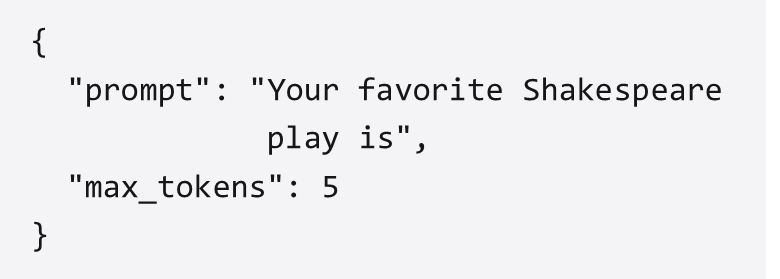 {
"prompt": "Your favorite Shakespeare
play is",
"max_tokens": 5
}